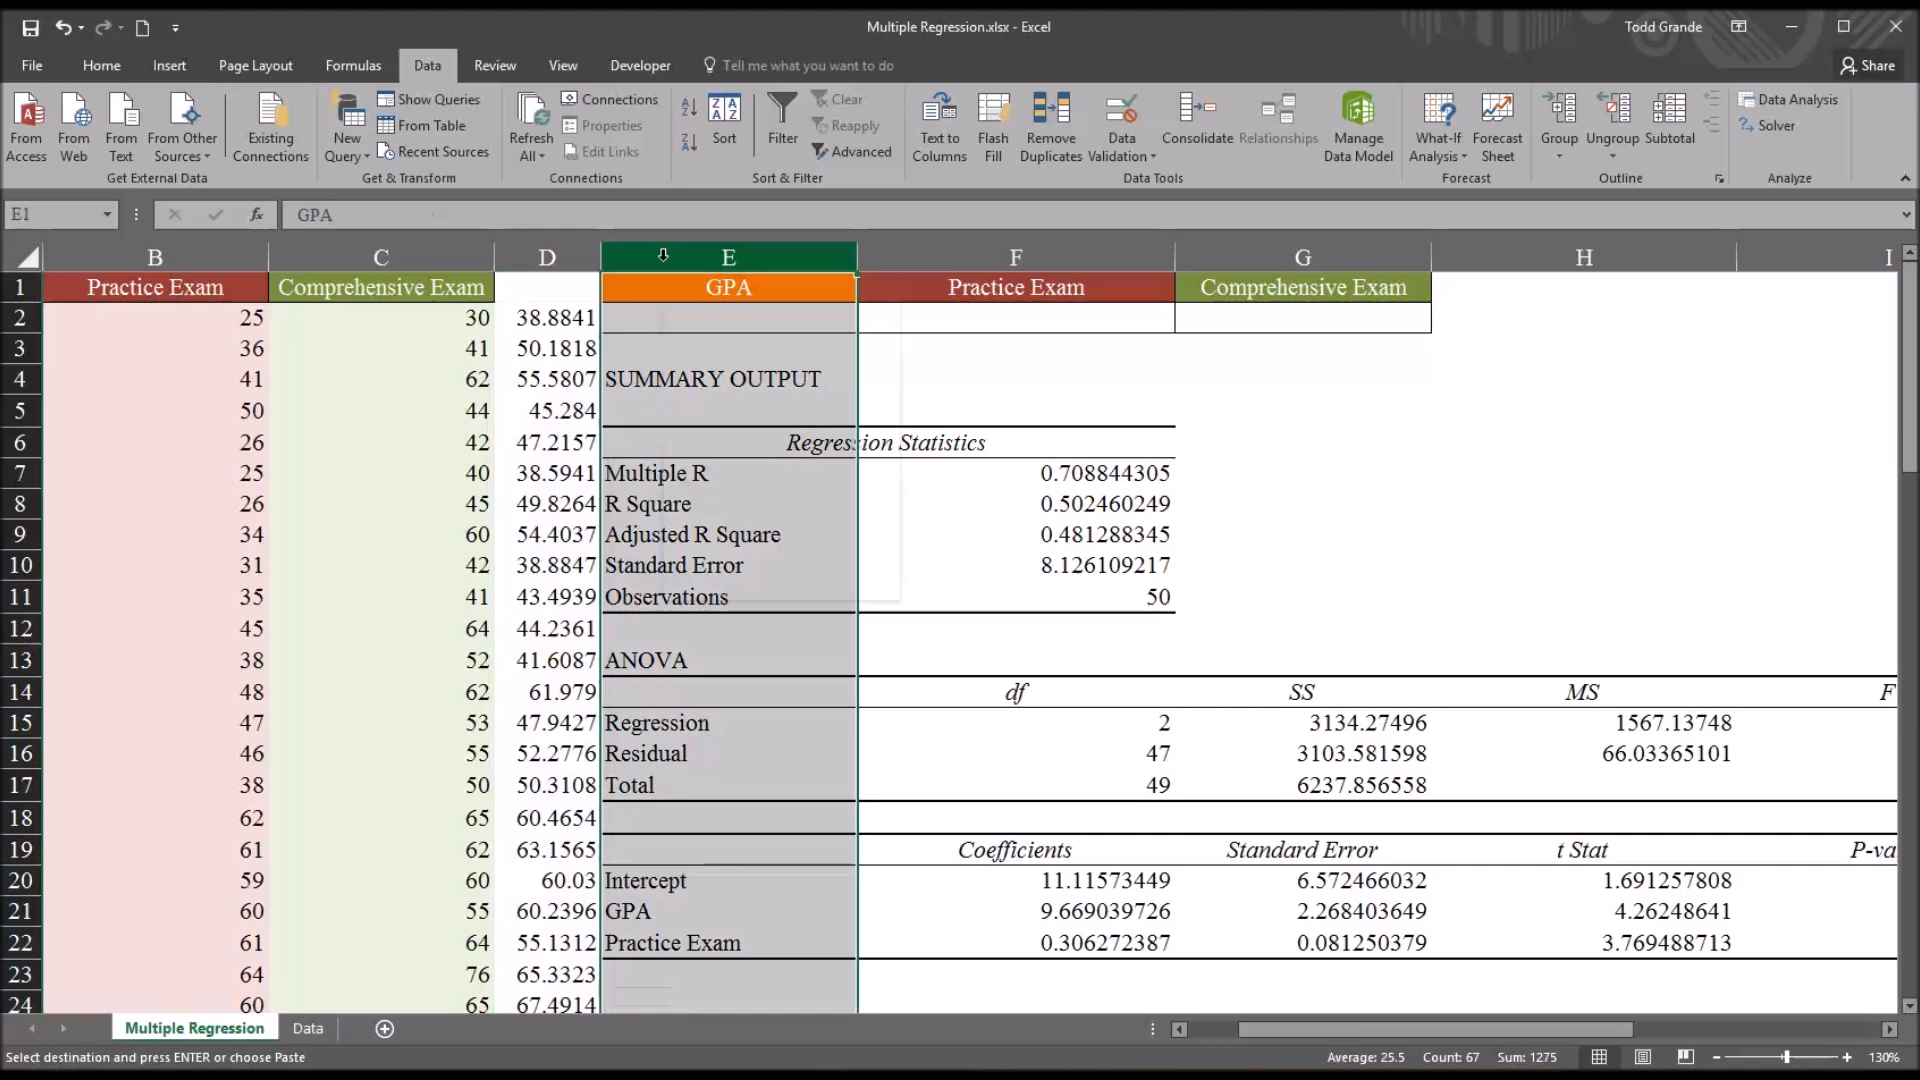 Multiple Regression.xlsx - Excel
Todd Grande
File Home Insert Page Layout Formulas Data Review View Developer Tell me what you want to do Share
From Access From Web From Text From Other Sources Existing Connections
Get External Data
New Query Show Queries From Table Recent Sources
Get & Transform
Refresh All Connections Properties Edit Links
Connections
Sort Filter Clear Reapply Advanced
Sort & Filter
Text to Columns Flash Fill Remove Duplicates Data Validation Consolidate Relationships Manage Data Model
Data Tools
What-If Analysis Forecast Sheet
Forecast
Group Ungroup Subtotal
Outline
Data Analysis Solver
Analyze
E1 fx GPA
B C D E F G H I
1 Practice Exam Comprehensive Exam GPA Practice Exam Comprehensive Exam
2 25 30 38.8841
3 36 41 50.1818
4 41 62 55.5807 SUMMARY OUTPUT
5 50 44 45.284
6 26 42 47.2157 Regression Statistics
7 25 40 38.5941 Multiple R 0.708844305
8 26 45 49.8264 R Square 0.502460249
9 34 60 54.4037 Adjusted R Square 0.481288345
10 31 42 38.8847 Standard Error 8.126109217
11 35 41 43.4939 Observations 50
12 45 64 44.2361
13 38 52 41.6087 ANOVA
14 48 62 61.979 df SS MS F
15 47 53 47.9427 Regression 2 3134.27496 1567.13748
16 46 55 52.2776 Residual 47 3103.581598 66.03365101
17 38 50 50.3108 Total 49 6237.856558
18 62 65 60.4654
19 61 62 63.1565 Coefficients Standard Error t Stat P-va
20 59 60 60.03 Intercept 11.11573449 6.572466032 1.691257808
21 60 55 60.2396 GPA 9.669039726 2.268403649 4.26248641
22 61 64 55.1312 Practice Exam 0.306272387 0.081250379 3.769488713
23 64 76 65.3323
24 60 65 67.4914
Multiple Regression Data
Select destination and press ENTER or choose Paste Average: 25.5 Count: 67 Sum: 1275 130%